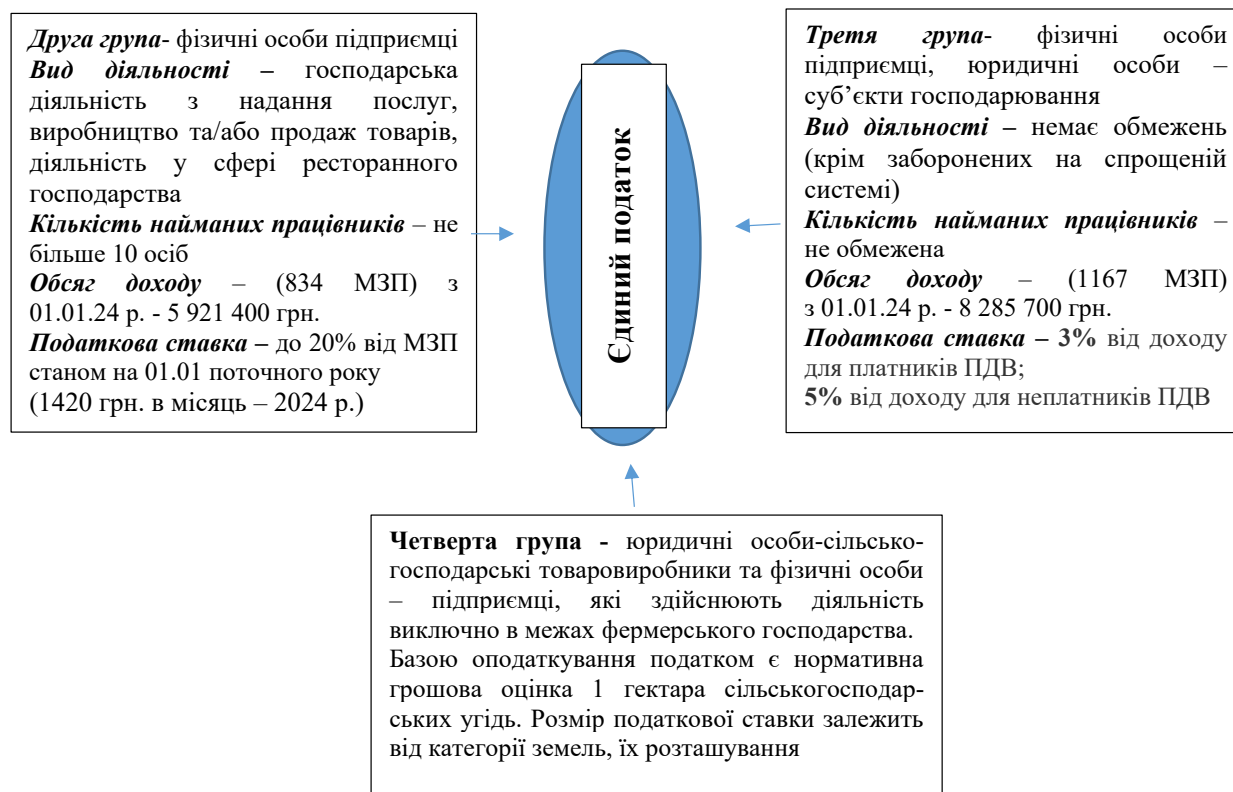 Друга група- фізичні особи підприємці
Вид діяльності – господарська
діяльність з надання послуг,
виробництво та/або продаж товарів,
діяльність у сфері ресторанного
господарства
Кількість найманих працівників – не
більше 10 осіб
Обсяг доходу – (834 МЗП) з
01.01.24 р. - 5 921 400 грн.
Податкова ставка – до 20% від МЗП
станом на 01.01 поточного року
(1420 грн. в місяць – 2024 р.)
Єдиний податок
Третя група- фізичні особи
підприємці, юридичні особи –
суб’єкти господарювання
Вид діяльності – немає обмежень
(крім заборонених на спрощеній
системі)
Кількість найманих працівників –
не обмежена
Обсяг доходу – (1167 МЗП)
з 01.01.24 р. - 8 285 700 грн.
Податкова ставка – 3% від доходу
для платників ПДВ;
5% від доходу для неплатників ПДВ
Четверта група - юридичні особи-сільсько-
господарські товаровиробники та фізичні особи
– підприємці, які здійснюють діяльність
виключно в межах фермерського господарства.
Базою оподаткування податком є нормативна
грошова оцінка 1 гектара сільськогосподар-
ських угідь. Розмір податкової ставки залежить
від категорії земель, їх розташування